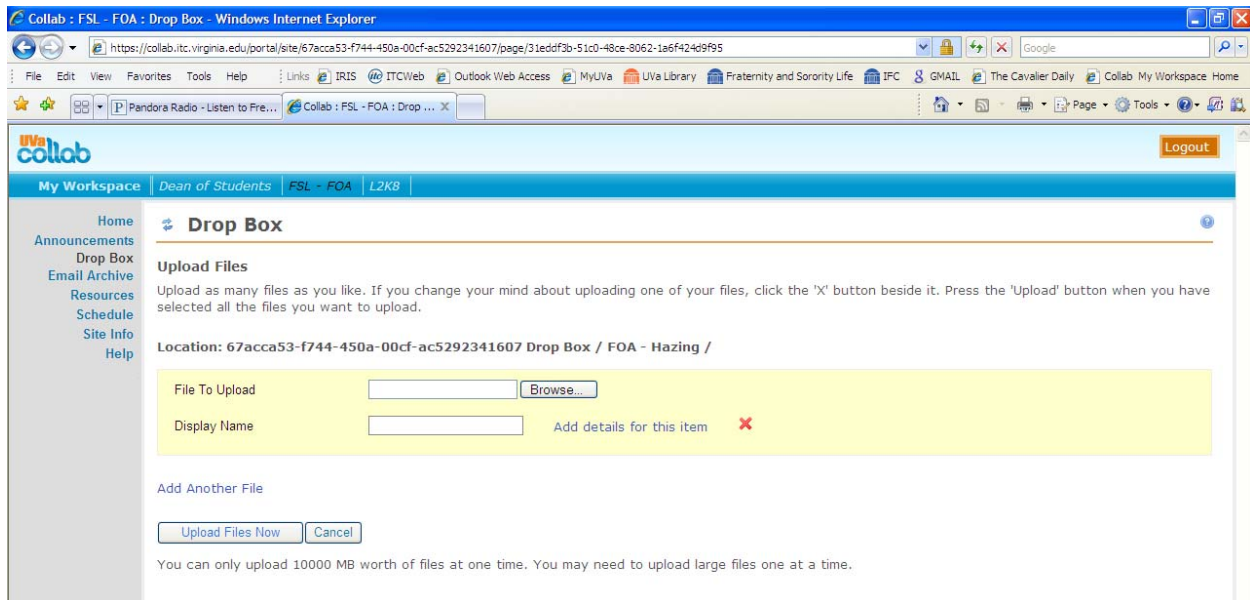 Collab : FSL - FOA : Drop Box - Windows Internet Explorer
https://collab.itc.virginia.edu/portal/site/67acca53-f744-450a-00cf-ac5292341607/page/31eddf3b-51c0-48ce-8062-1a6f424d9f95
Google
File Edit View Favorites Tools Help Links IRIS ITCWeb Outlook Web Access MyUVa UVa Library Fraternity and Sorority Life IFC GMAIL The Cavalier Daily Collab My Workspace Home
Pandora Radio - Listen to Fre... Collab : FSL - FOA : Drop ... Page Tools
UVa
collab
Logout
My Workspace Dean of Students FSL - FOA L2K8
Home
Announcements
Drop Box
Email Archive
Resources
Schedule
Site Info
Help
Drop Box
Upload Files
Upload as many files as you like. If you change your mind about uploading one of your files, click the 'X' button beside it. Press the 'Upload' button when you have
selected all the files you want to upload.
Location: 67acca53-f744-450a-00cf-ac5292341607 Drop Box / FOA - Hazing /
File To Upload Browse...
Display Name Add details for this item
Add Another File
Upload Files Now Cancel
You can only upload 10000 MB worth of files at one time. You may need to upload large files one at a time.